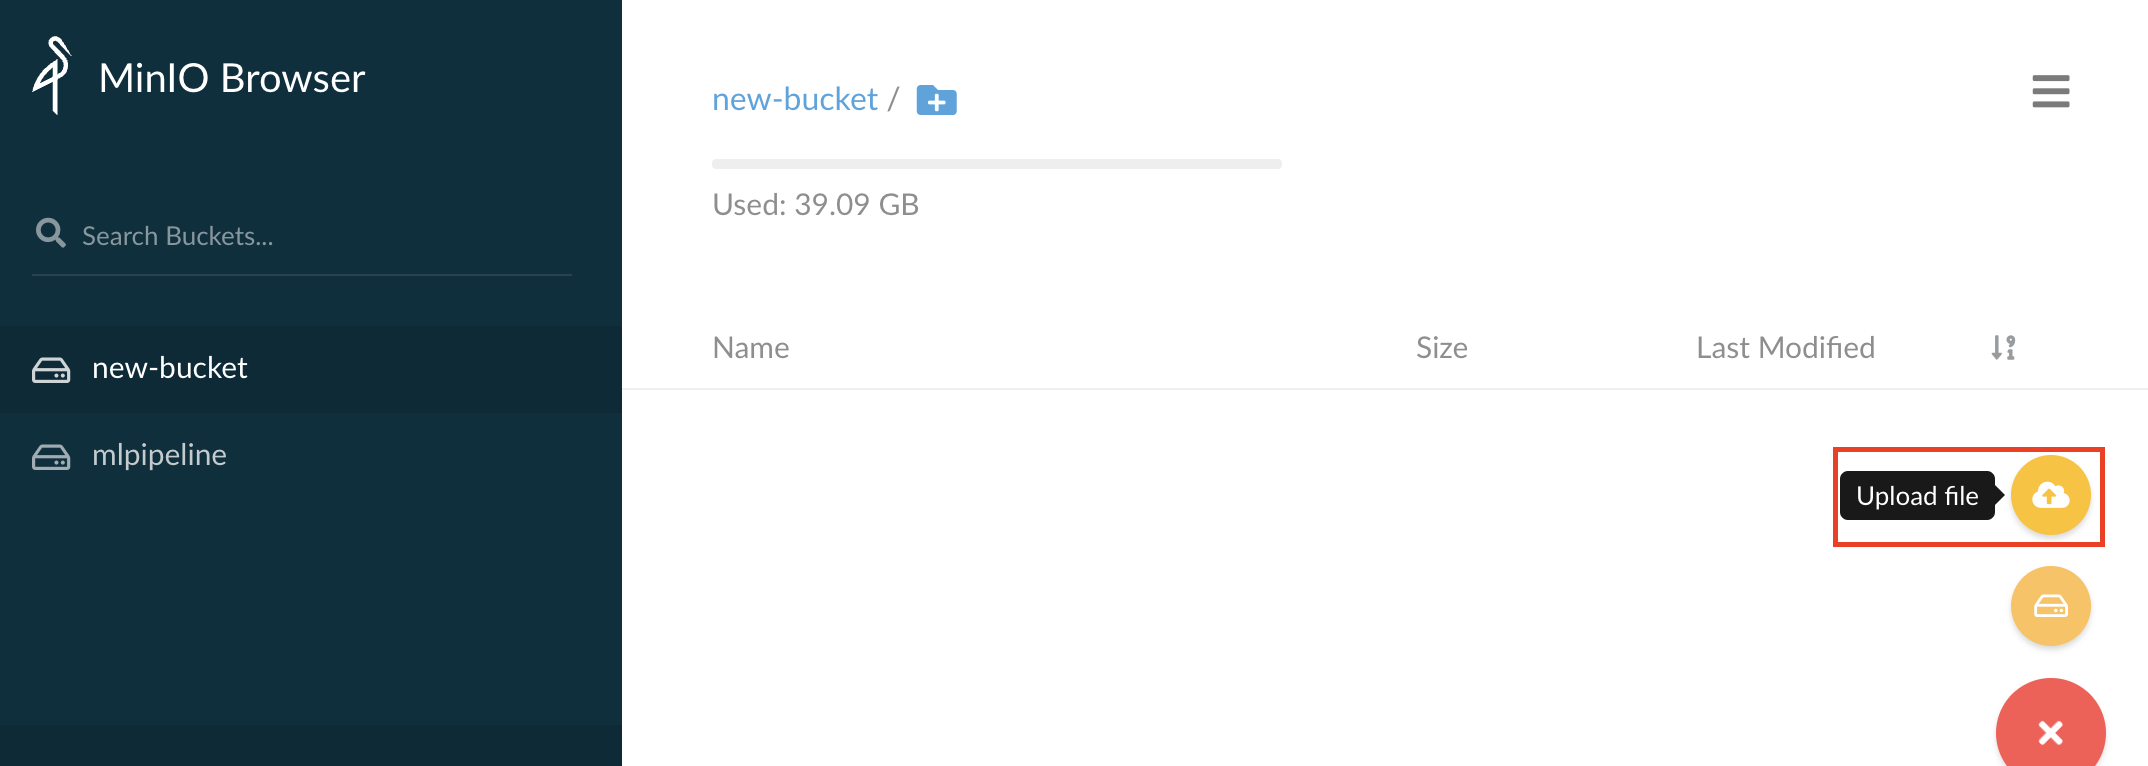 MinIO Browser
Search Buckets...
new-bucket
mlpipeline
new-bucket /
Used: 39.09 GB
Name Size Last Modified
Upload file